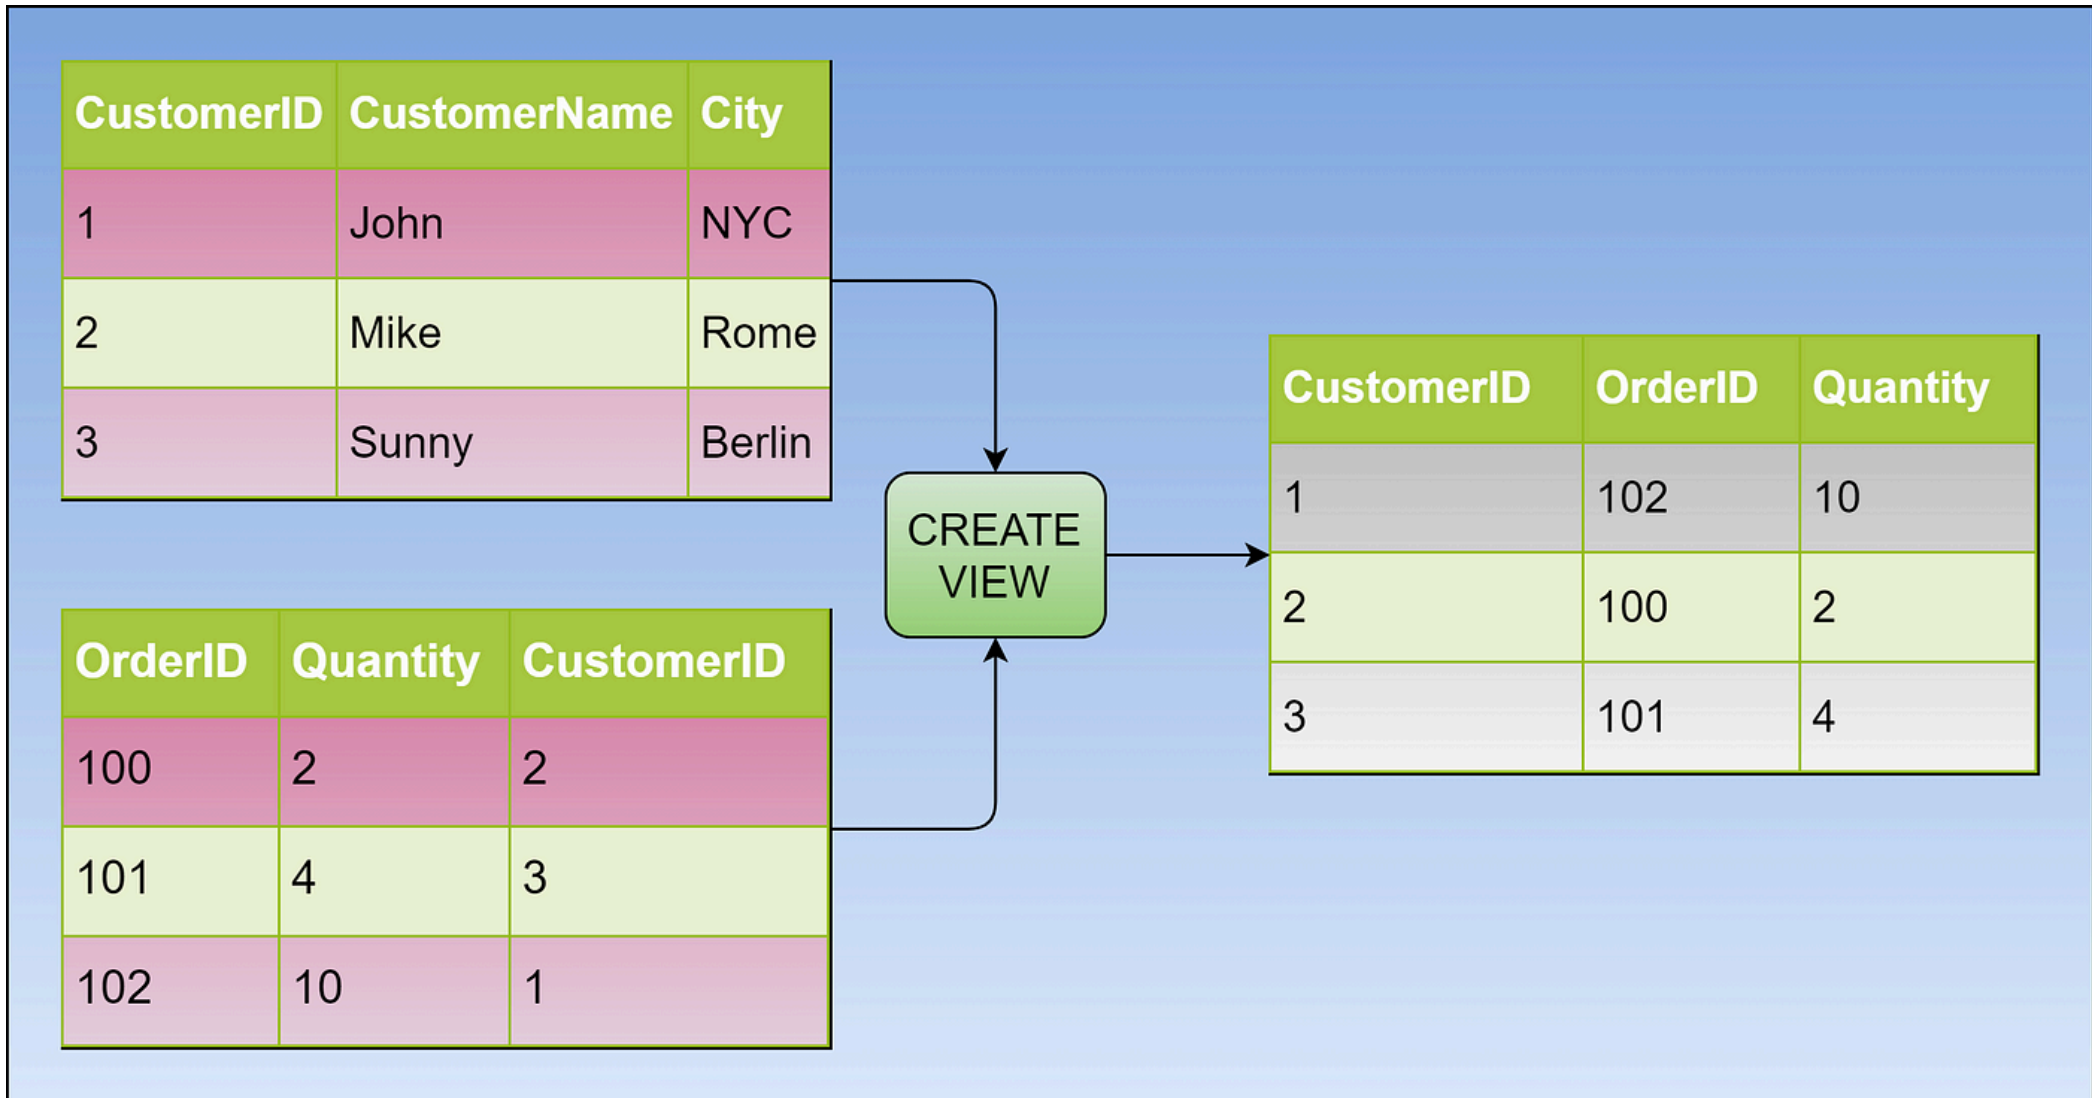 CustomerID CustomerName City
1 John NYC
2 Mike Rome
3 Sunny Berlin
OrderID Quantity CustomerID
100 2 2
101 4 3
102 10 1
CREATE
VIEW
CustomerID OrderID Quantity
1 102 10
2 100 2
3 101 4